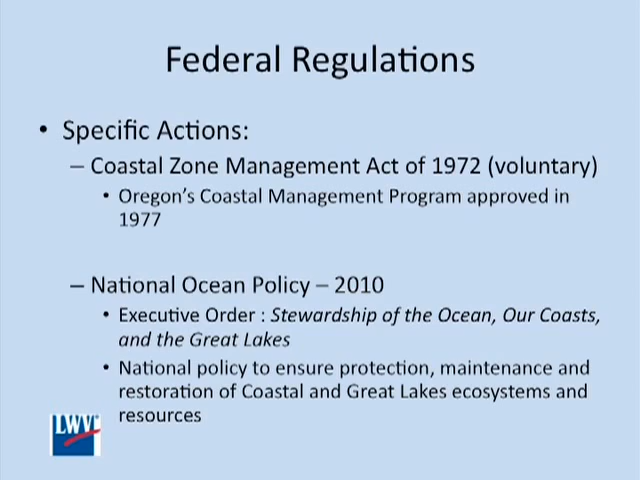 Federal Regulations
• Specific Actions:
– Coastal Zone Management Act of 1972 (voluntary)
• Oregon's Coastal Management Program approved in
1977
– National Ocean Policy – 2010
• Executive Order : Stewardship of the Ocean, Our Coasts,
and the Great Lakes
• National policy to ensure protection, maintenance and
restoration of Coastal and Great Lakes ecosystems and
resources
LWV